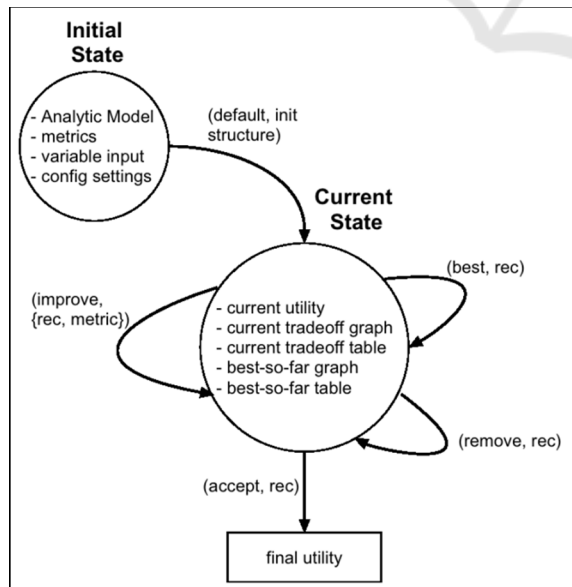 Initial
State
- Analytic Model
- metrics
- variable input
- config settings
(default, init
structure)
Current
State
(best, rec)
(improve,
{rec, metric})
- current utility
- current tradeoff graph
- current tradeoff table
- best-so-far graph
- best-so-far table
(remove, rec)
(accept, rec)
final utility